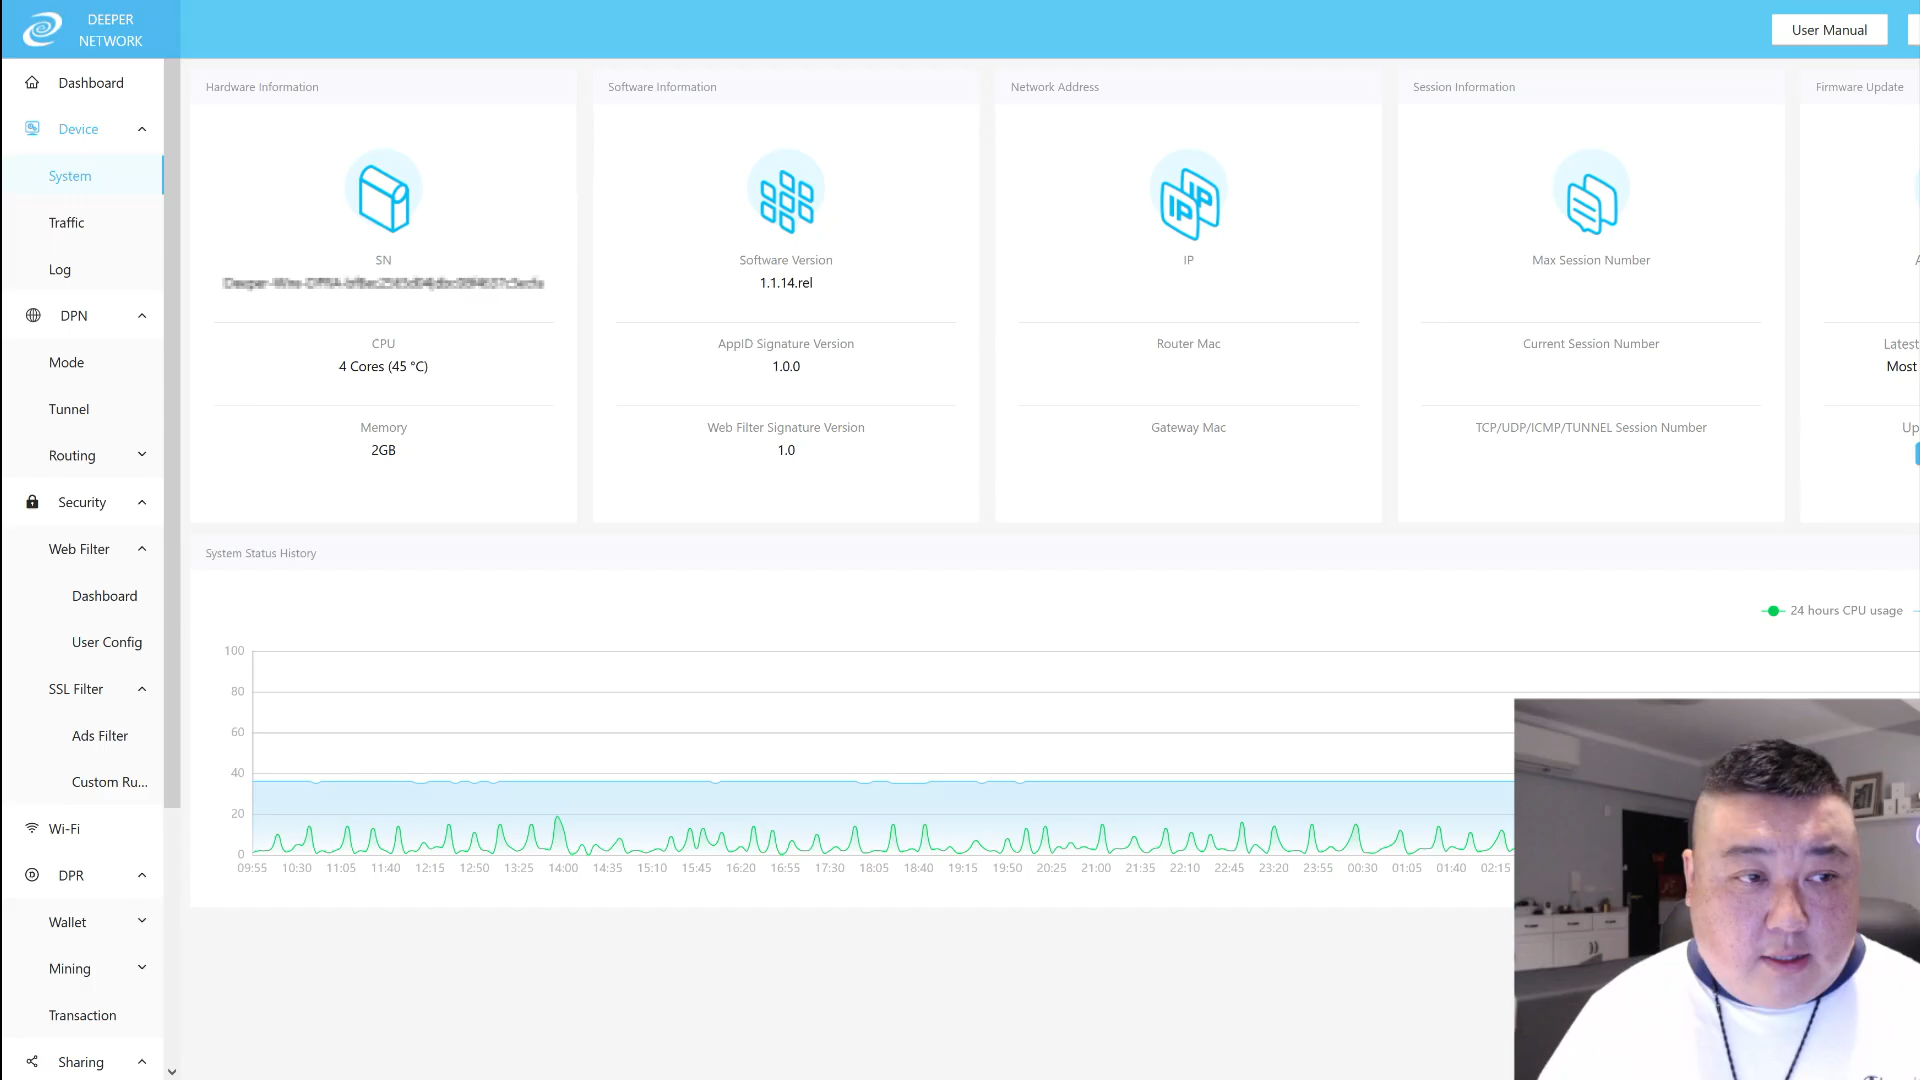 DEEPER
NETWORK
User Manual
Dashboard
Device
System
Traffic
Log
DPN
Mode
Tunnel
Routing
Security
Web Filter
Dashboard
User Config
SSL Filter
Ads Filter
Custom Ru...
Wi-Fi
DPR
Wallet
Mining
Transaction
Sharing
Hardware Information
SN
CPU
4 Cores (45 °C)
Memory
2GB
Software Information
Software Version
1.1.14.rel
AppID Signature Version
1.0.0
Web Filter Signature Version
1.0
Network Address
IP
IP
IP
Router Mac
Gateway Mac
Session Information
Max Session Number
Current Session Number
TCP/UDP/ICMP/TUNNEL Session Number
Firmware Update
Latest
Most
Up
System Status History
24 hours CPU usage
100
80
60
40
20
0
09:55 10:30 11:05 11:40 12:15 12:50 13:25 14:00 14:35 15:10 15:45 16:20 16:55 17:30 18:05 18:40 19:15 19:50 20:25 21:00 21:35 22:10 22:45 23:20 23:55 00:30 01:05 01:40 02:15